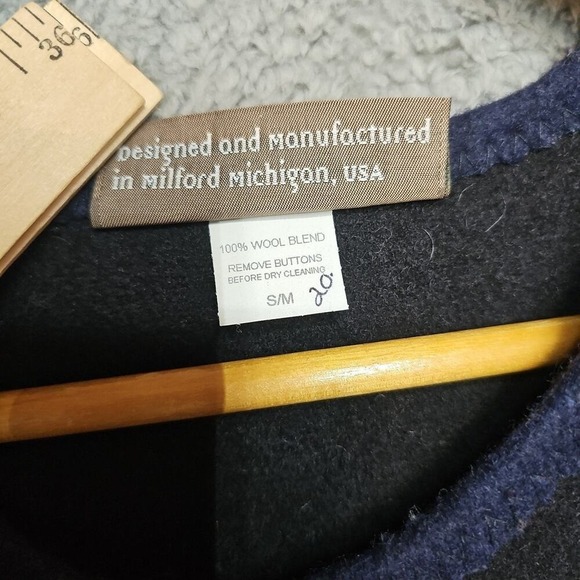 36
Designed and Manufactured
in Milford Michigan, USA
100% WOOL BLEND
REMOVE BUTTONS
BEFORE DRY CLEANING
S/M 20.